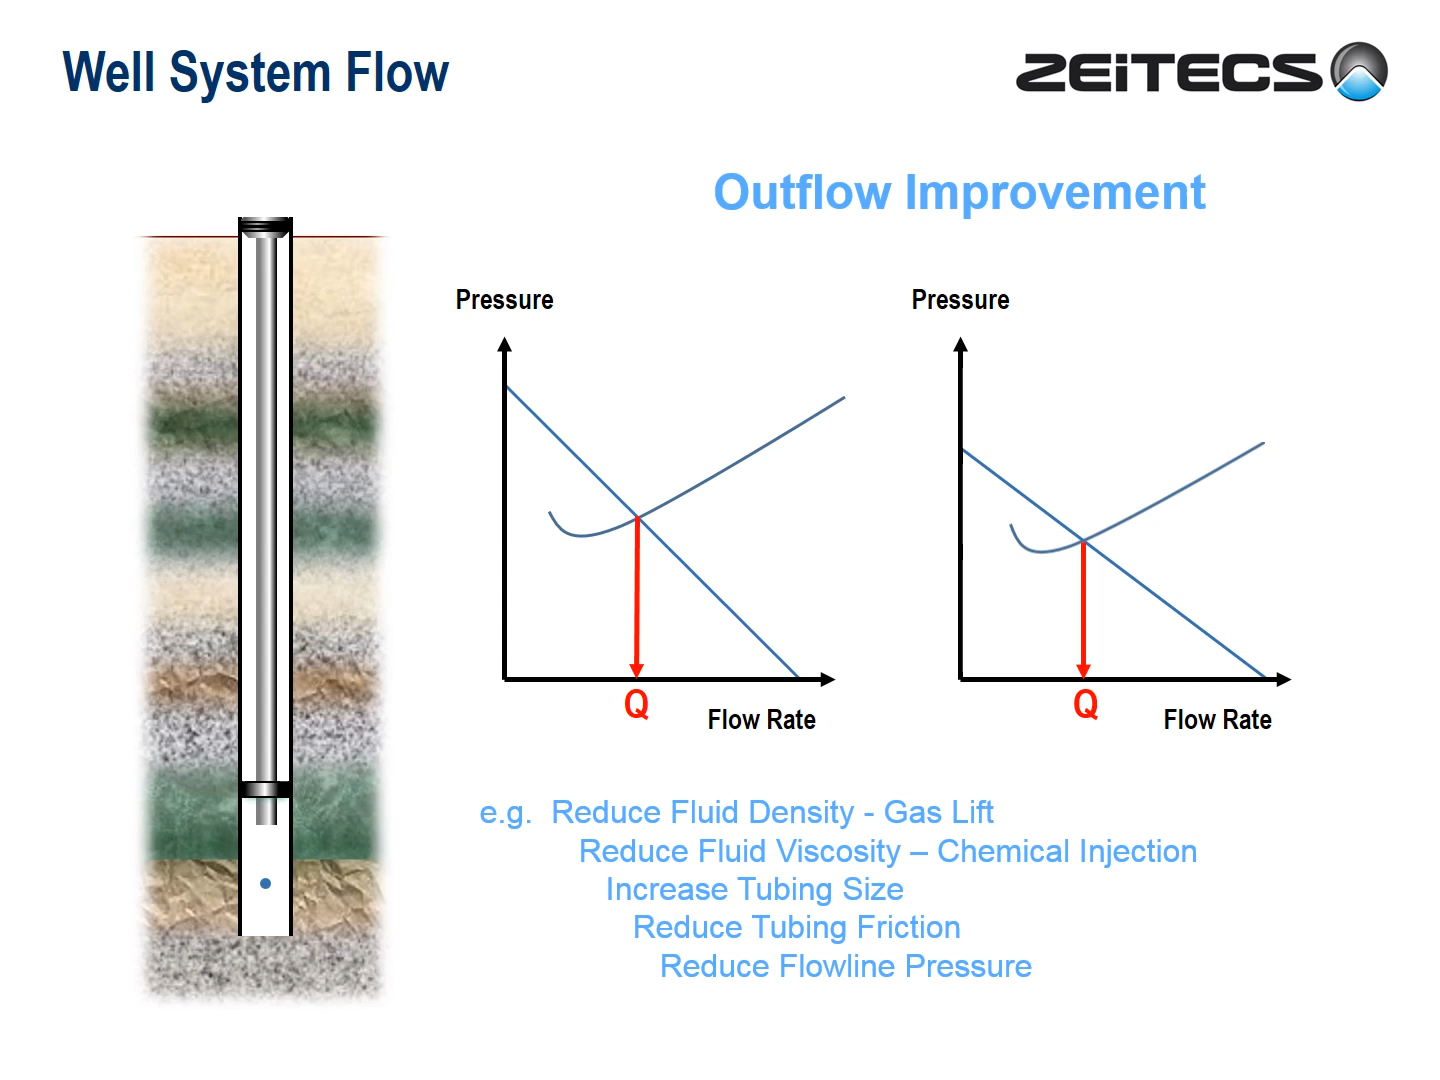 Well System Flow
ZEiTECS
Outflow Improvement
Pressure
Pressure
Q
Flow Rate
Q
Flow Rate
e.g. Reduce Fluid Density - Gas Lift
Reduce Fluid Viscosity – Chemical Injection
Increase Tubing Size
Reduce Tubing Friction
Reduce Flowline Pressure